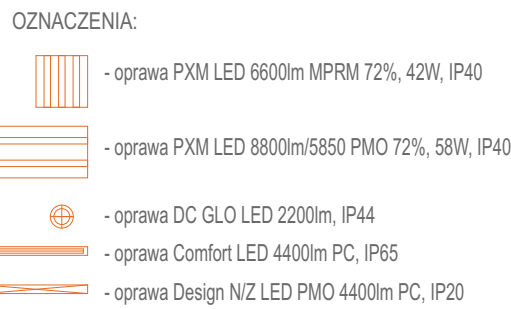 OZNACZENIA:
- oprawa PXM LED 6600lm MPRM 72%, 42W, IP40
- oprawa PXM LED 8800lm/5850 PMO 72%, 58W, IP40
- oprawa DC GLO LED 2200lm, IP44
- oprawa Comfort LED 4400lm PC, IP65
- oprawa Design N/Z LED PMO 4400lm PC, IP20